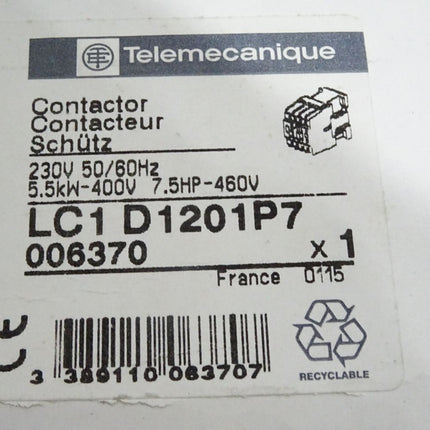 Telemecanique
Contactor
Contacteur
Schütz
230V 50/60Hz
5.5kW-400V 7.5HP-460V
LC1 D1201P7
006370 x 1
France 0115
CE
3 389110 063707
RECYCLABLE